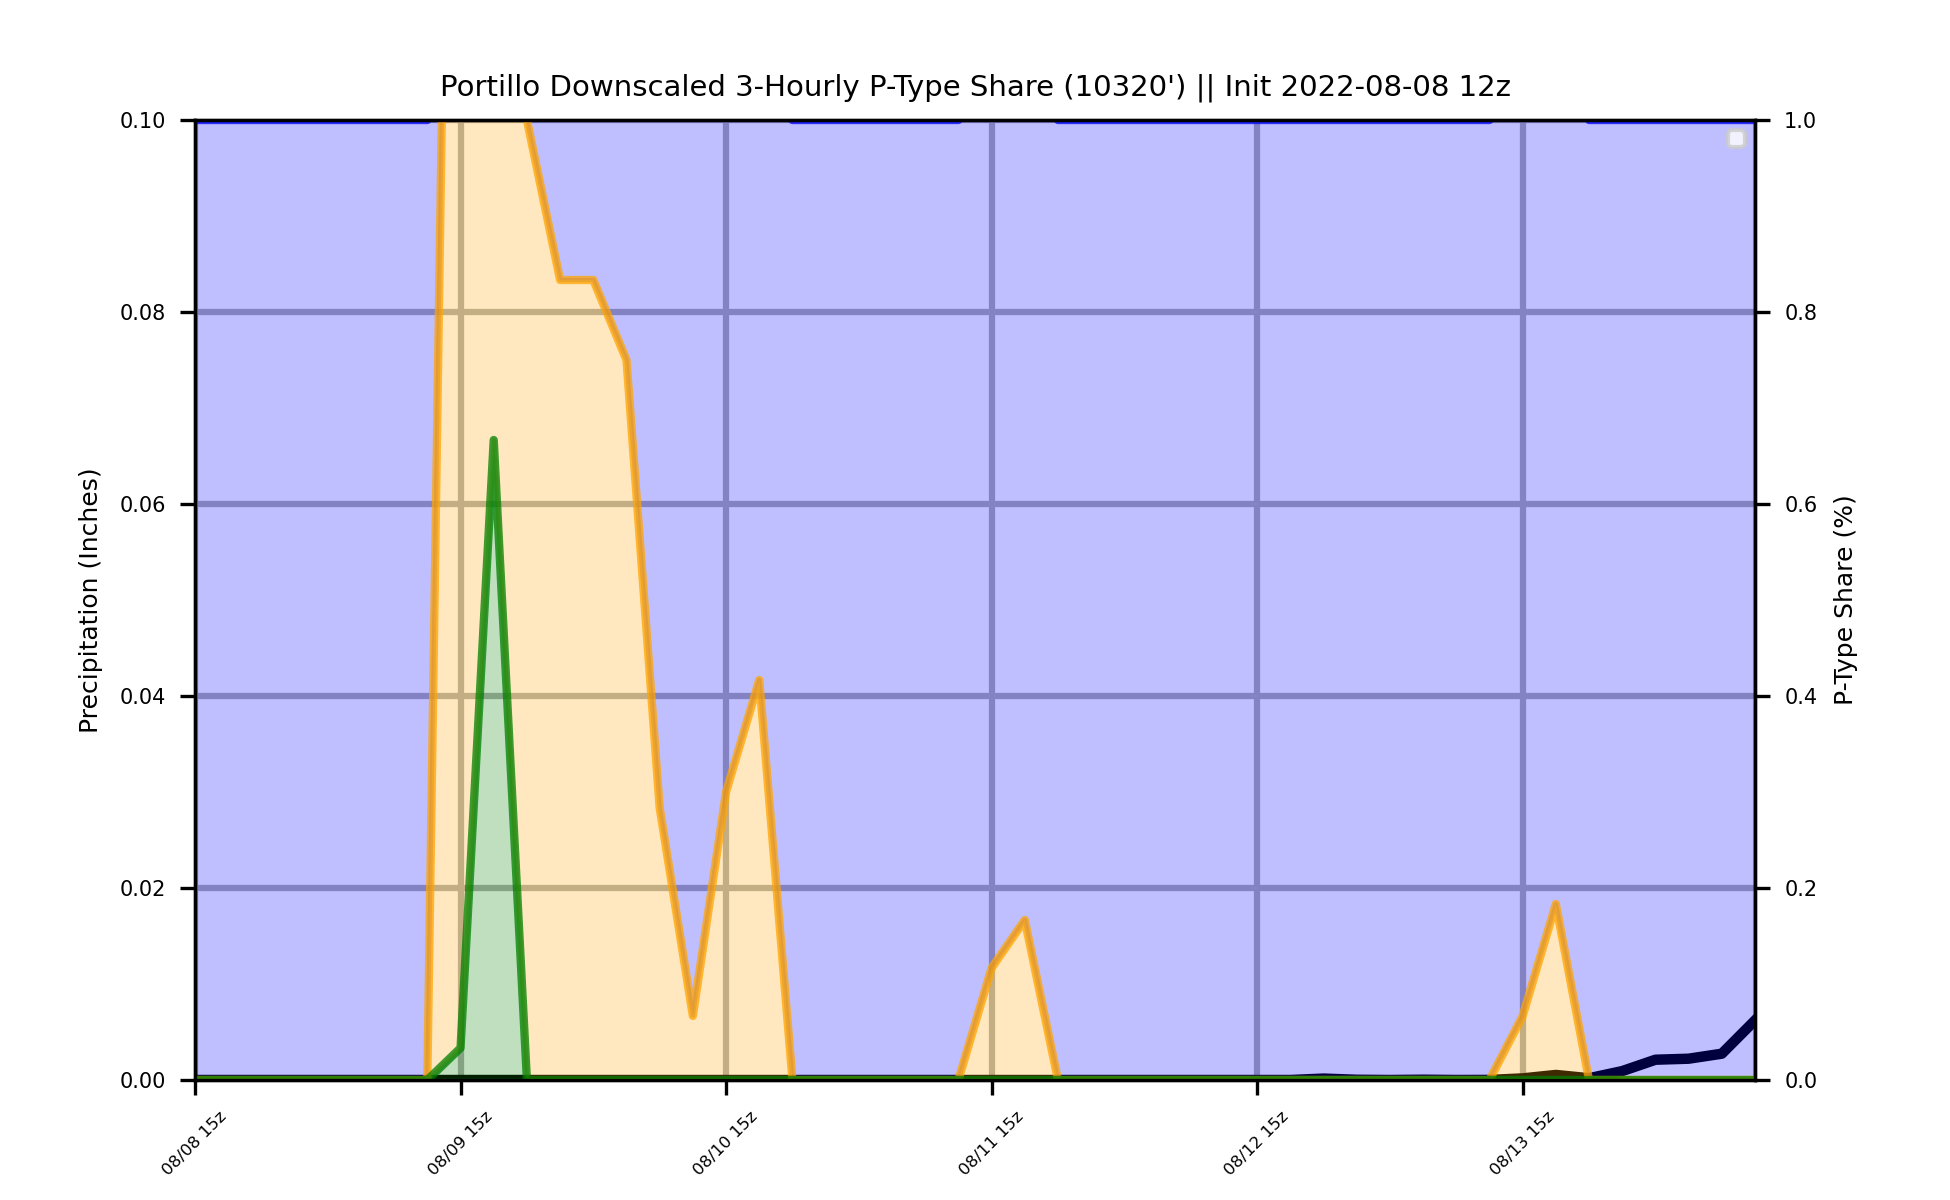 Portillo Downscaled 3-Hourly P-Type Share (10320') || Init 2022-08-08 12z
0.10
0.08
0.06
0.04
0.02
0.00
Precipitation (Inches)
1.0
0.8
0.6
0.4
0.2
0.0
P-Type Share (%)
08/08 15z
08/09 15z
08/10 15z
08/11 15z
08/12 15z
08/13 15z